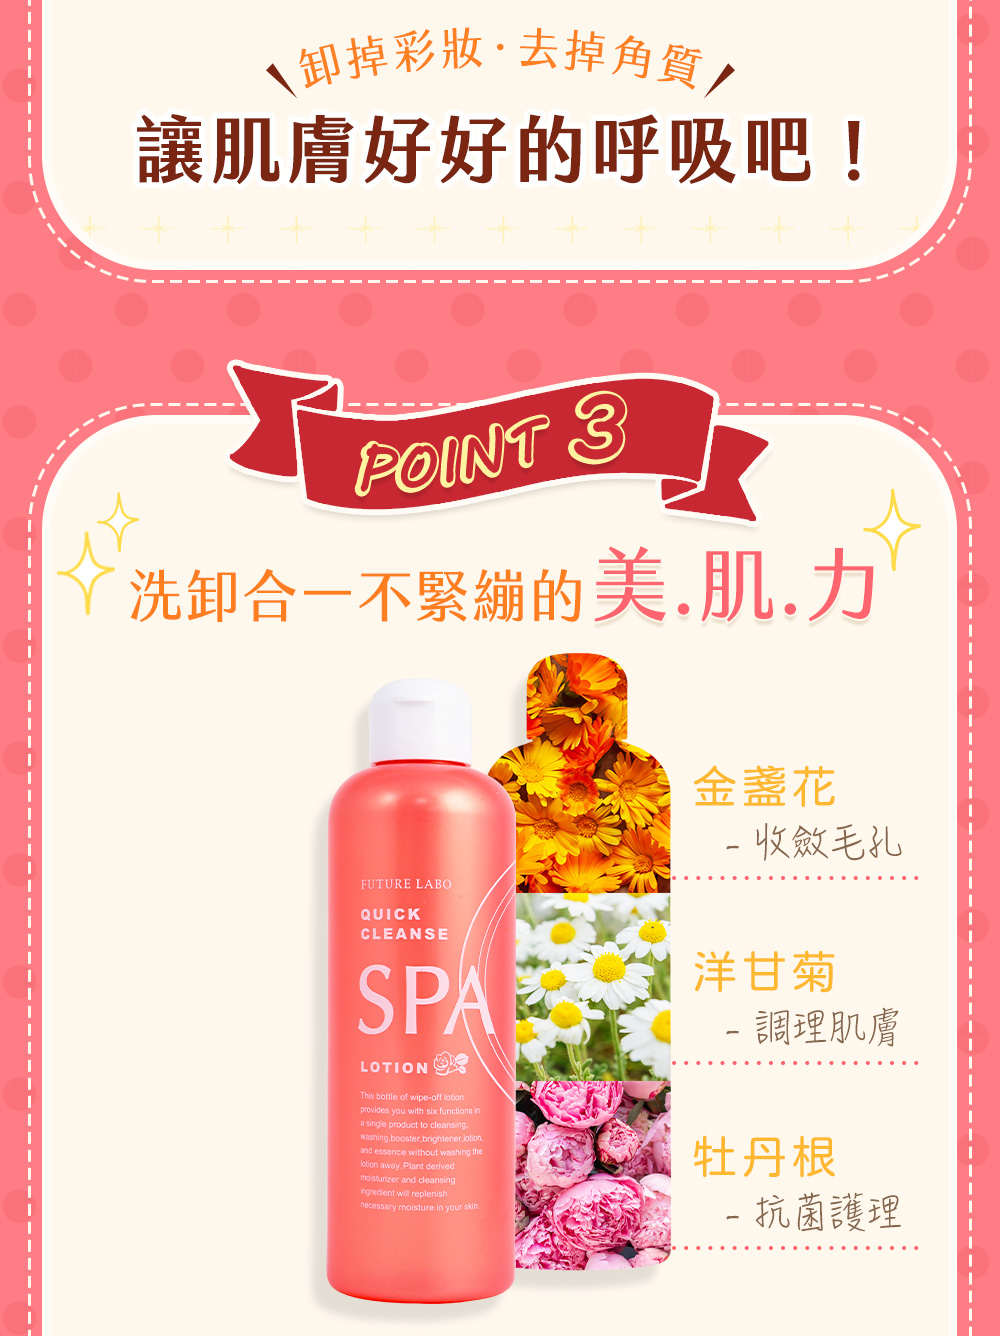 卸掉彩妝·去掉角質
讓肌膚好好的呼吸吧！
POINT 3
洗卸合一不緊繃的美.肌.力
金盞花
- 收斂毛孔
洋甘菊
- 調理肌膚
牡丹根
- 抗菌護理
FUTURE LABO
QUICK
CLEANSE
SPA
LOTION
This bottle of wipe-off lotion
provides you with six functions in
a single product to cleansing,
washing,booster,brightener,lotion,
and essence without washing the
lotion away.Plant derived
moisturizer and cleansing
ingredient will replenish
necessary moisture in your skin.